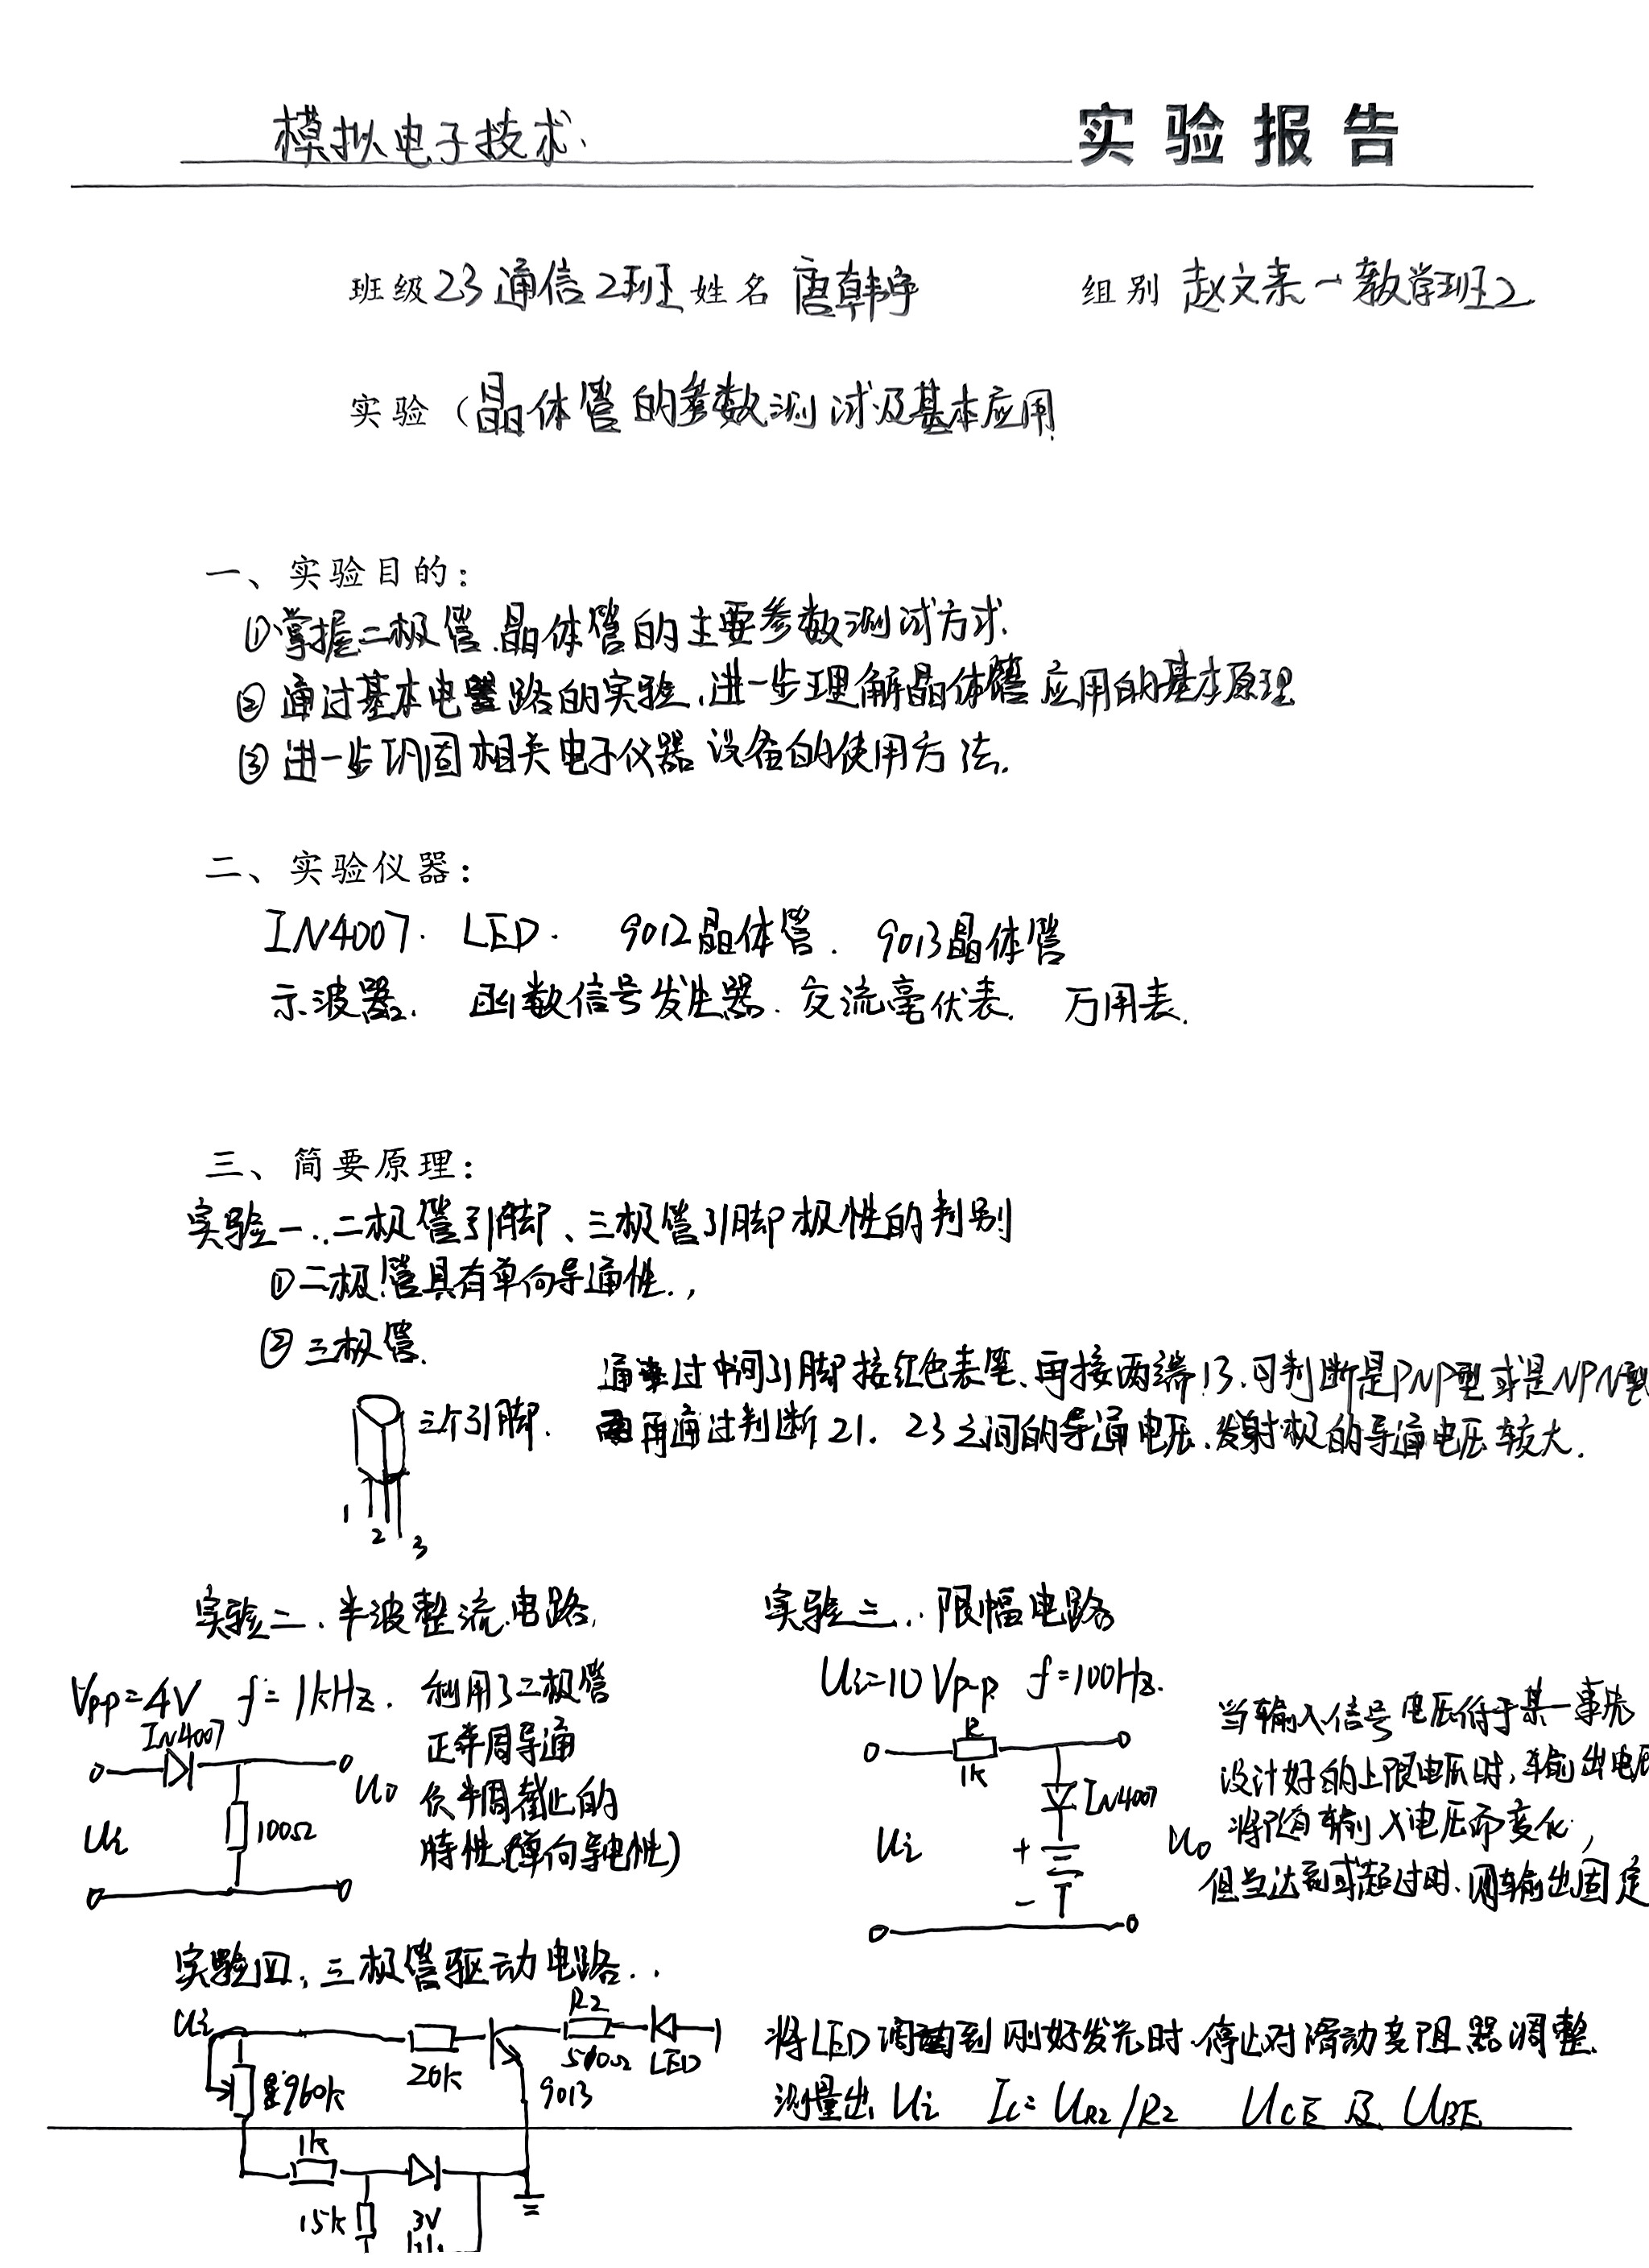 模拟电子技术. 实验报告
班级 23通信2班 姓名 唐韩宇 组别 赵文来-教学班2
实验(晶体管的参数测试及基本应用.
一、实验目的:
①掌握二极管.晶体管的主要参数测试方式.
② 通过基本电路的实验,进一步理解晶体管应用的基本原理
③ 进一步巩固相关电子仪器设备的使用方法.
二、实验仪器:
IN4007. LED. 9012晶体管. 9013晶体管
示波器. 函数信号发生器. 交流毫伏表. 万用表.
三、简要原理:
实验一..二极管引脚、三极管引脚极性的判别
①二极管具有单向导通性.,
② 三极管.
通过中间引脚接红色表笔、再接两端13.可判断是PNP型或是NPN型
三个引脚. 再通过判断21. 23之间的导通电压.发射极的导通电压较大.
1
2
3
实验二.半波整流电路.
Vp-p=4V f=1kHz.
IN4007
Ui
100Ω
Uo
利用了二极管
正半周导通
负半周截止的
特性(单向导电性)
实验三..限幅电路
Ui=10Vp-p f=100Hz.
R
1k
IN4007
Ui
+
-
Uo
当输入信号电压低于某一事先
设计好的上限电压时,输出电压
将随输入电压而变化,
但当达到或超过时、则输出固定
实验四.三极管驱动电路..
Ui
R2
20k
9013
510Ω
LED
960k
1k
15k
3V
将LED调到刚好发光时.停止对滑动变阻器调整.
测量出 Ui Ic=UR2/R2 UCE 及 UBE